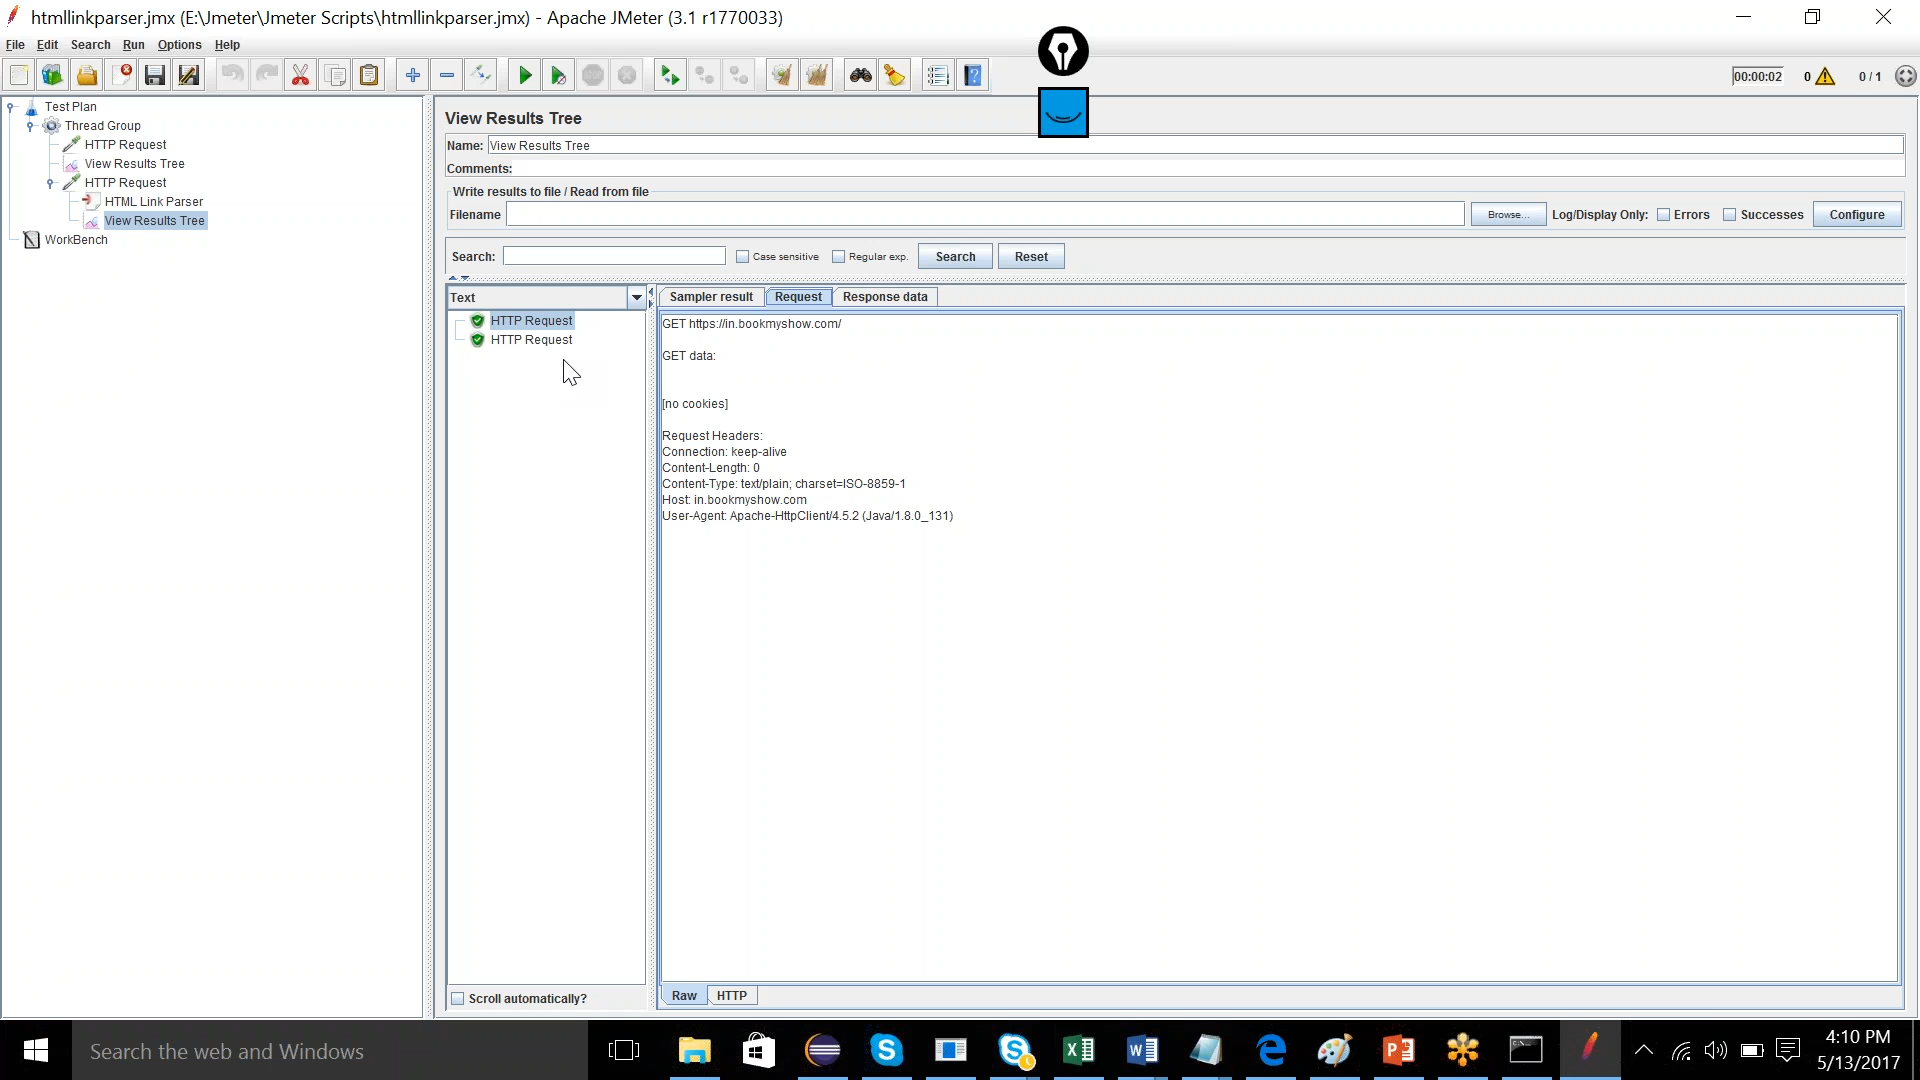 htmllinkparser.jmx (E:\Jmeter\Jmeter Scripts\htmllinkparser.jmx) - Apache JMeter (3.1 r1770033)
File Edit Search Run Options Help
00:00:02 0 0 / 1
Test Plan
Thread Group
HTTP Request
View Results Tree
HTTP Request
HTML Link Parser
View Results Tree
WorkBench
View Results Tree
Name: View Results Tree
Comments:
Write results to file / Read from file
Filename Browse... Log/Display Only: Errors Successes Configure
Search: Case sensitive Regular exp. Search Reset
Text
HTTP Request
HTTP Request
Scroll automatically?
Sampler result Request Response data
GET https://in.bookmyshow.com/
GET data:
[no cookies]
Request Headers:
Connection: keep-alive
Content-Length: 0
Content-Type: text/plain; charset=ISO-8859-1
Host: in.bookmyshow.com
User-Agent: Apache-HttpClient/4.5.2 (Java/1.8.0_131)
Raw HTTP
Search the web and Windows
4:10 PM
5/13/2017